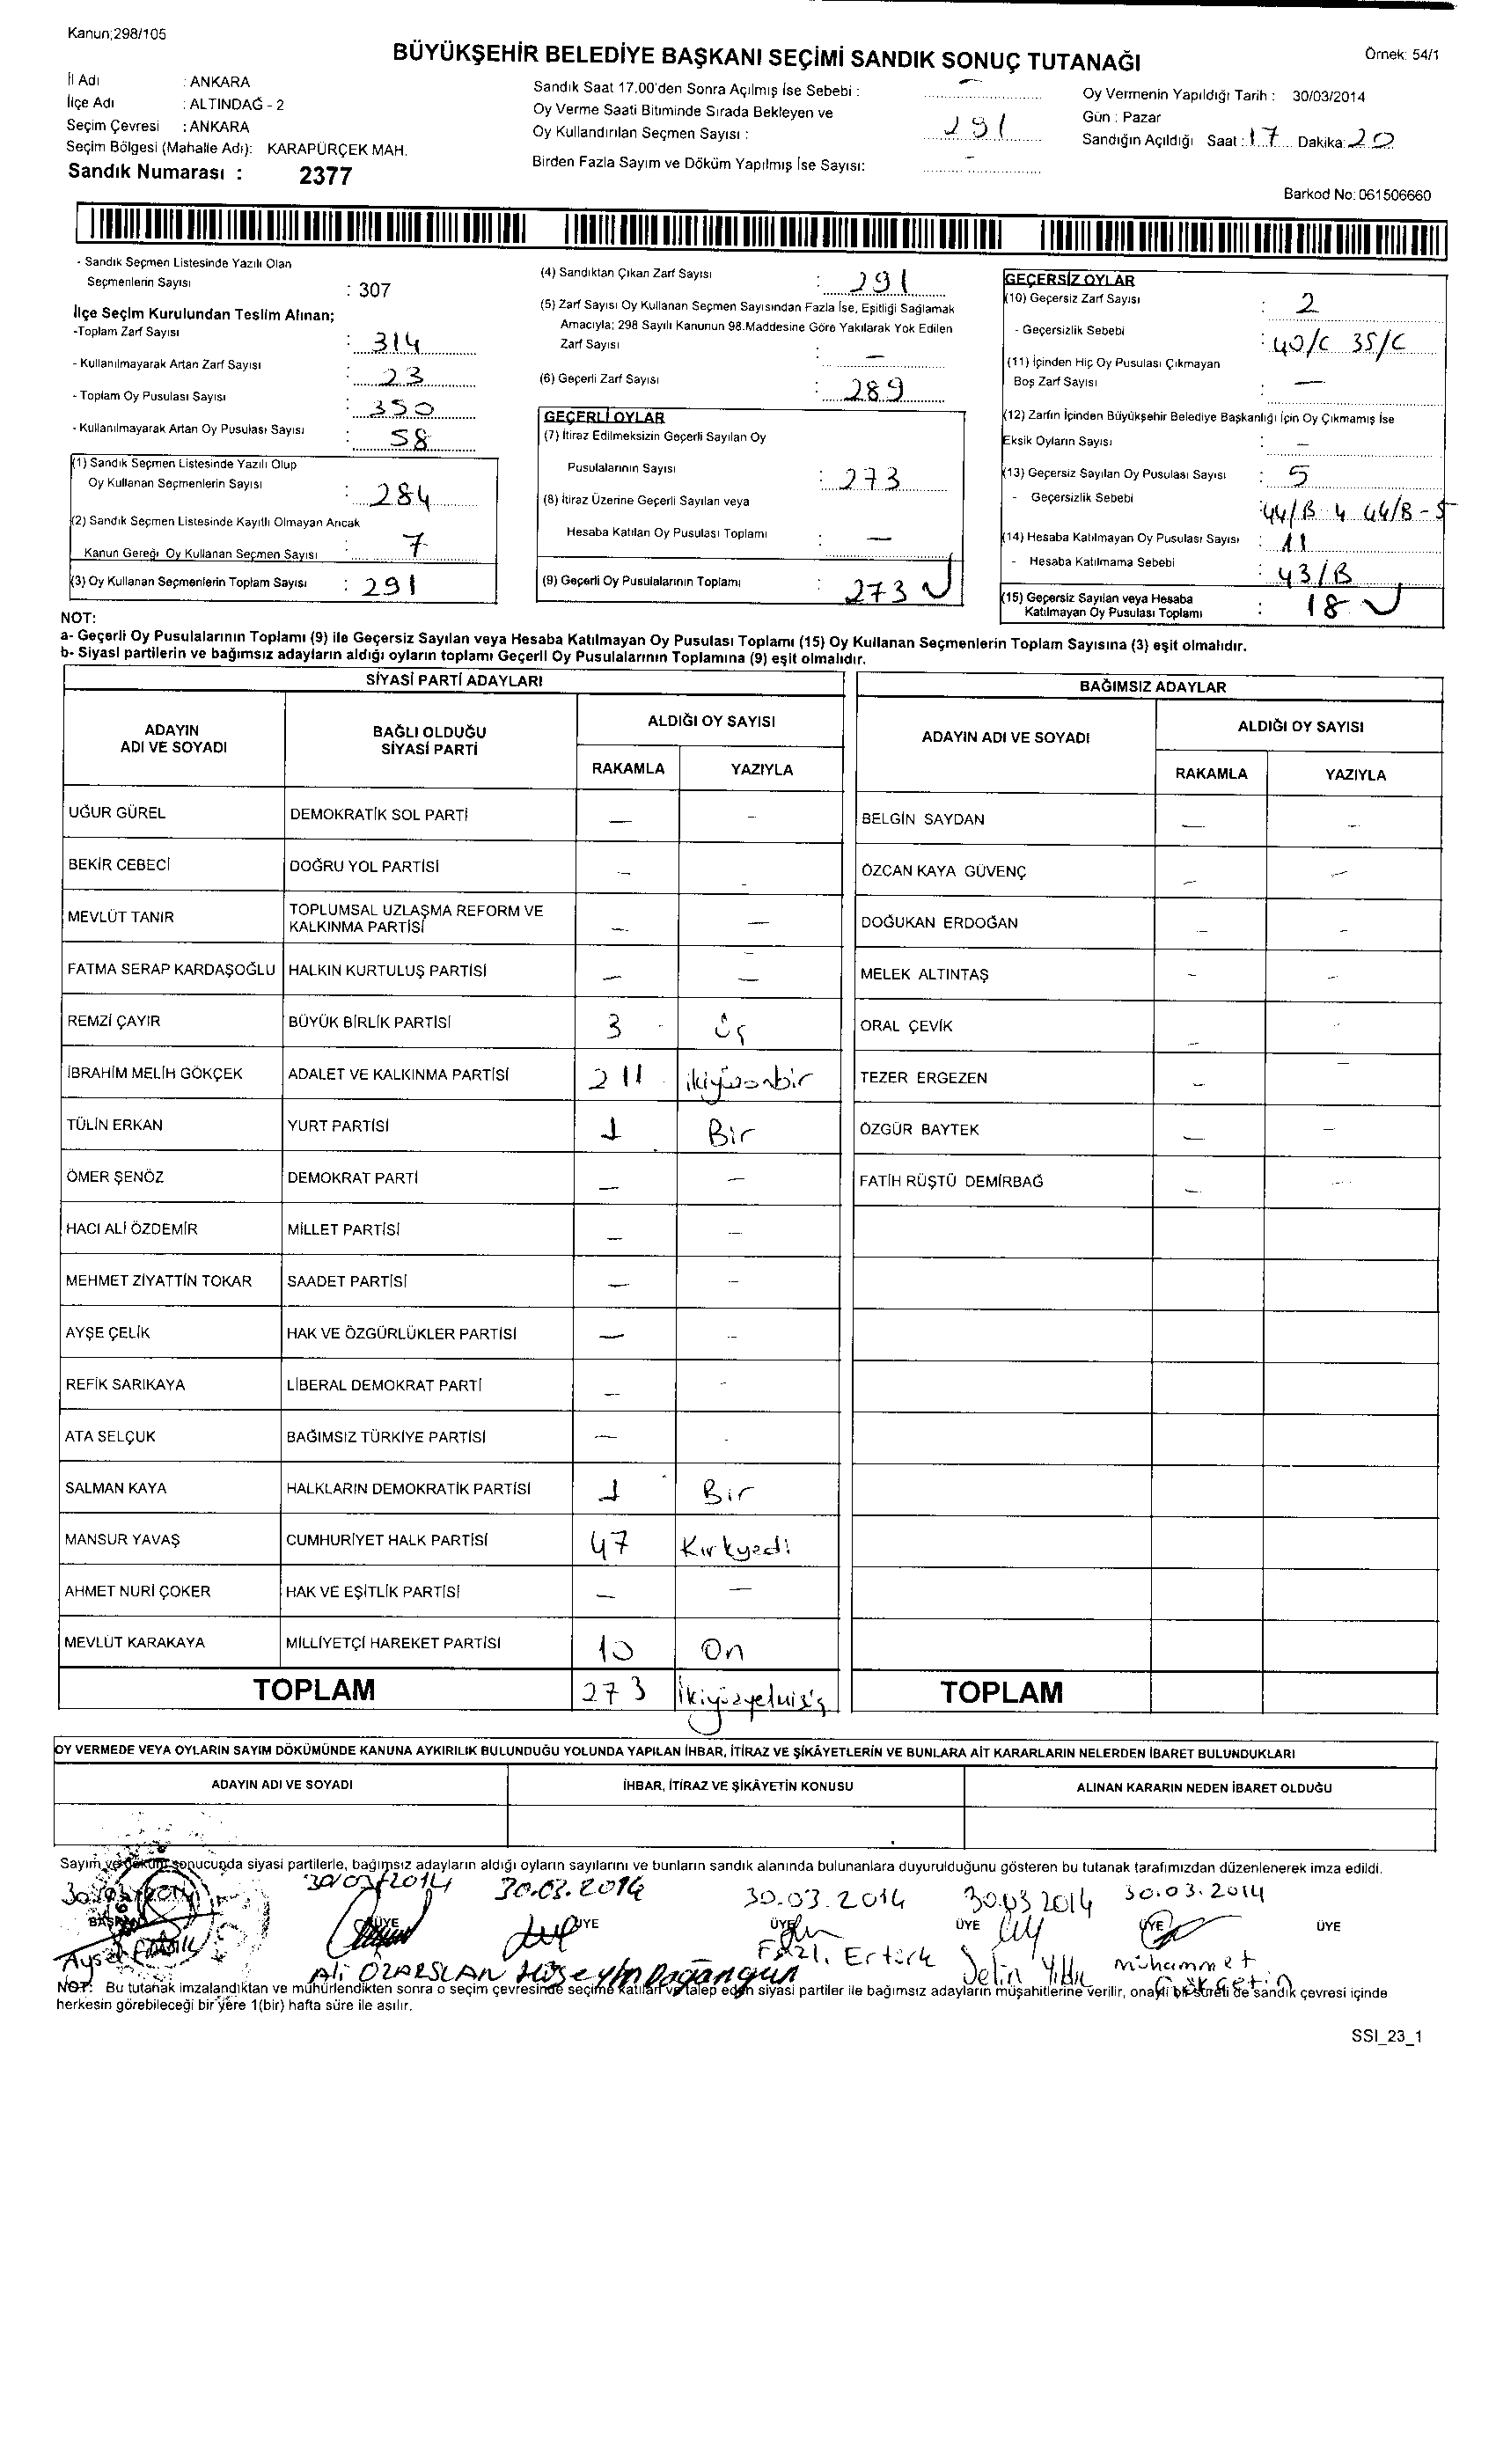 Kanun;298/105
BÜYÜKŞEHİR BELEDİYE BAŞKANI SEÇİMİ SANDIK SONUÇ TUTANAĞI
Örnek: 54/1
İl Adı : ANKARA
İlçe Adı : ALTINDAĞ - 2
Seçim Çevresi : ANKARA
Seçim Bölgesi (Mahalle Adı): KARAPÜRÇEK MAH.
Sandık Numarası : 2377
Sandık Saat 17.00'den Sonra Açılmış İse Sebebi : —
Oy Verme Saati Bitiminde Sırada Bekleyen ve
Oy Kullandırılan Seçmen Sayısı : 291
Birden Fazla Sayım ve Döküm Yapılmış İse Sayısı: -
Oy Vermenin Yapıldığı Tarih : 30/03/2014
Gün : Pazar
Sandığın Açıldığı Saat : 17 Dakika: 20
Barkod No: 061506660
- Sandık Seçmen Listesinde Yazılı Olan
Seçmenlerin Sayısı : 307
İlçe Seçim Kurulundan Teslim Alınan;
-Toplam Zarf Sayısı : 314
- Kullanılmayarak Artan Zarf Sayısı : 23
- Toplam Oy Pusulası Sayısı : 350
- Kullanılmayarak Artan Oy Pusulası Sayısı : 58
(1) Sandık Seçmen Listesinde Yazılı Olup
Oy Kullanan Seçmenlerin Sayısı : 284
(2) Sandık Seçmen Listesinde Kayıtlı Olmayan Ancak
Kanun Gereği Oy Kullanan Seçmen Sayısı : 7
(3) Oy Kullanan Seçmenlerin Toplam Sayısı : 291
(4) Sandıktan Çıkan Zarf Sayısı : 291
(5) Zarf Sayısı Oy Kullanan Seçmen Sayısından Fazla İse, Eşitliği Sağlamak
Amacıyla; 298 Sayılı Kanunun 98.Maddesine Göre Yakılarak Yok Edilen
Zarf Sayısı : —
(6) Geçerli Zarf Sayısı : 289
GEÇERLİ OYLAR
(7) İtiraz Edilmeksizin Geçerli Sayılan Oy
Pusulalarının Sayısı : 273
(8) İtiraz Üzerine Geçerli Sayılan veya
Hesaba Katılan Oy Pusulası Toplamı : —
(9) Geçerli Oy Pusulalarının Toplamı : 273
GEÇERSİZ OYLAR
(10) Geçersiz Zarf Sayısı : 2
- Geçersizlik Sebebi : 40/C 35/C
(11) İçinden Hiç Oy Pusulası Çıkmayan
Boş Zarf Sayısı : —
(12) Zarfın İçinden Büyükşehir Belediye Başkanlığı İçin Oy Çıkmamış İse
Eksik Oyların Sayısı : —
(13) Geçersiz Sayılan Oy Pusulası Sayısı : 5
- Geçersizlik Sebebi : 44/B 4 44/B - 5
(14) Hesaba Katılmayan Oy Pusulası Sayısı : 11
- Hesaba Katılmama Sebebi : 43/B
(15) Geçersiz Sayılan veya Hesaba
Katılmayan Oy Pusulası Toplamı : 18
NOT:
a- Geçerli Oy Pusulalarının Toplamı (9) ile Geçersiz Sayılan veya Hesaba Katılmayan Oy Pusulası Toplamı (15) Oy Kullanan Seçmenlerin Toplam Sayısına (3) eşit olmalıdır.
b- Siyasi partilerin ve bağımsız adayların aldığı oyların toplamı Geçerli Oy Pusulalarının Toplamına (9) eşit olmalıdır.
SİYASİ PARTİ ADAYLARI
ADAYIN ADI VE SOYADI BAĞLI OLDUĞU SİYASİ PARTİ ALDIĞI OY SAYISI
RAKAMLA YAZIYLA
UĞUR GÜREL DEMOKRATİK SOL PARTİ — -
BEKİR CEBECİ DOĞRU YOL PARTİSİ — -
MEVLÜT TANIR TOPLUMSAL UZLAŞMA REFORM VE KALKINMA PARTİSİ — —
FATMA SERAP KARDAŞOĞLU HALKIN KURTULUŞ PARTİSİ — —
REMZİ ÇAYIR BÜYÜK BİRLİK PARTİSİ 3 Üç
İBRAHİM MELİH GÖKÇEK ADALET VE KALKINMA PARTİSİ 211 ikiyüzonbir
TÜLİN ERKAN YURT PARTİSİ 1 Bir
ÖMER ŞENÖZ DEMOKRAT PARTİ — —
HACI ALİ ÖZDEMİR MİLLET PARTİSİ — —
MEHMET ZİYATTİN TOKAR SAADET PARTİSİ — -
AYŞE ÇELİK HAK VE ÖZGÜRLÜKLER PARTİSİ — -
REFİK SARIKAYA LİBERAL DEMOKRAT PARTİ — -
ATA SELÇUK BAĞIMSIZ TÜRKİYE PARTİSİ — -
SALMAN KAYA HALKLARIN DEMOKRATİK PARTİSİ 1 Bir
MANSUR YAVAŞ CUMHURİYET HALK PARTİSİ 47 Kırkyedi
AHMET NURİ ÇOKER HAK VE EŞİTLİK PARTİSİ — —
MEVLÜT KARAKAYA MİLLİYETÇİ HAREKET PARTİSİ 10 On
TOPLAM 273
BAĞIMSIZ ADAYLAR
ADAYIN ADI VE SOYADI ALDIĞI OY SAYISI
RAKAMLA YAZIYLA
BELGİN SAYDAN — -
ÖZCAN KAYA GÜVENÇ — —
DOĞUKAN ERDOĞAN - -
MELEK ALTINTAŞ - -
ORAL ÇEVİK — -
TEZER ERGEZEN — -
ÖZGÜR BAYTEK — -
FATİH RÜŞTÜ DEMİRBAĞ — -
TOPLAM
OY VERMEDE VEYA OYLARIN SAYIM DÖKÜMÜNDE KANUNA AYKIRILIK BULUNDUĞU YOLUNDA YAPILAN İHBAR, İTİRAZ VE ŞİKÂYETLERİN VE BUNLARA AİT KARARLARIN NELERDEN İBARET BULUNDUKLARI
ADAYIN ADI VE SOYADI İHBAR, İTİRAZ VE ŞİKÂYETİN KONUSU ALINAN KARARIN NEDEN İBARET OLDUĞU
Sayım ve döküm sonucunda siyasi partilerle, bağımsız adayların aldığı oyların sayılarını ve bunların sandık alanında bulunanlara duyurulduğunu gösteren bu tutanak tarafımızdan düzenlenerek imza edildi.
30/03/2014 30.03.2014 30.03.2014 30.03 2014 30.03.2014
BAŞKAN ÜYE ÜYE ÜYE ÜYE ÜYE ÜYE
Ali ÖZARSLAN Hüseyin Fazlı Ertürk Muhammet
NOT: Bu tutanak imzalandıktan ve mühürlendikten sonra o seçim çevresinde seçime katılan ve talep eden siyasi partiler ile bağımsız adayların müşahitlerine verilir, onaylı bir sureti de sandık çevresi içinde
herkesin görebileceği bir yere 1(bir) hafta süre ile asılır.
SSI_23_1